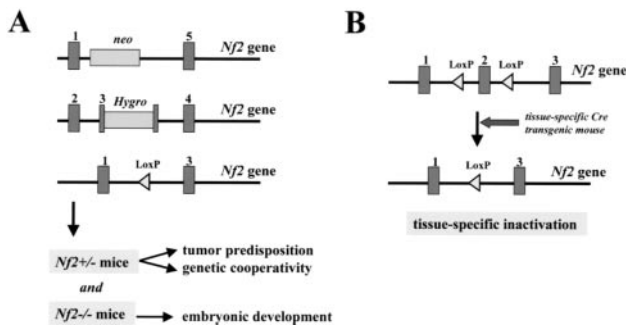 A
1 neo 5
Nf2 gene
2 3 Hygro 4
Nf2 gene
1 LoxP 3
Nf2 gene
Nf2+/- mice
tumor predisposition
genetic cooperativity
and
Nf2-/- mice
embryonic development
B
1 LoxP 2 LoxP 3
Nf2 gene
tissue-specific Cre
transgenic mouse
1 LoxP 3
Nf2 gene
tissue-specific inactivation